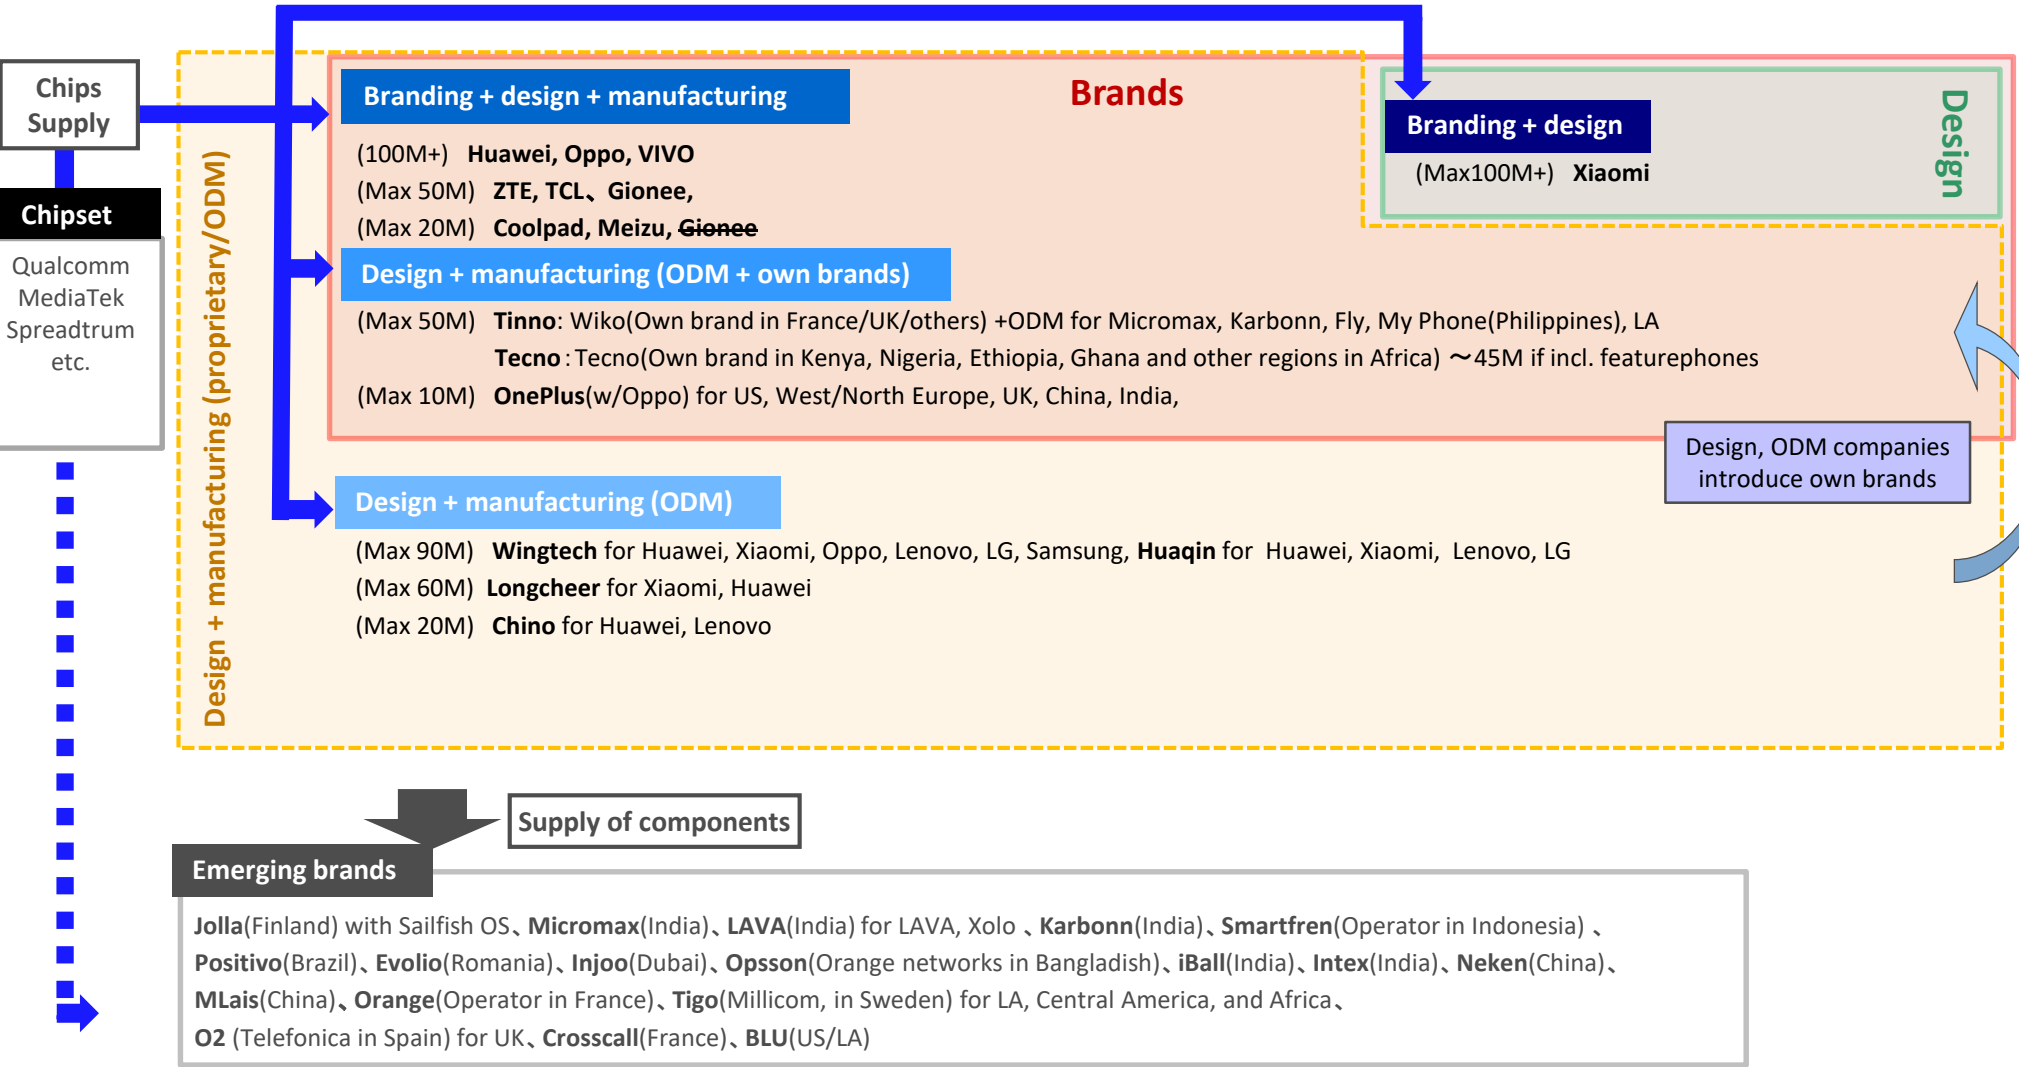 Chips
Supply
Chipset
Qualcomm
MediaTek
Spreadtrum
etc.
Design + manufacturing (proprietary/ODM)
Brands
Branding + design + manufacturing
(100M+) Huawei, Oppo, VIVO
(Max 50M) ZTE, TCL、Gionee,
(Max 20M) Coolpad, Meizu, Gionee
Branding + design
(Max100M+) Xiaomi
Design
Design + manufacturing (ODM + own brands)
(Max 50M) Tinno: Wiko(Own brand in France/UK/others) +ODM for Micromax, Karbonn, Fly, My Phone(Philippines), LA
Tecno：Tecno(Own brand in Kenya, Nigeria, Ethiopia, Ghana and other regions in Africa) ～45M if incl. featurephones
(Max 10M) OnePlus(w/Oppo) for US, West/North Europe, UK, China, India,
Design, ODM companies
introduce own brands
Design + manufacturing (ODM)
(Max 90M) Wingtech for Huawei, Xiaomi, Oppo, Lenovo, LG, Samsung, Huaqin for Huawei, Xiaomi, Lenovo, LG
(Max 60M) Longcheer for Xiaomi, Huawei
(Max 20M) Chino for Huawei, Lenovo
Supply of components
Emerging brands
Jolla(Finland) with Sailfish OS、Micromax(India)、LAVA(India) for LAVA, Xolo 、Karbonn(India)、Smartfren(Operator in Indonesia) 、
Positivo(Brazil)、Evolio(Romania)、Injoo(Dubai)、Opsson(Orange networks in Bangladish)、iBall(India)、Intex(India)、Neken(China)、
MLais(China)、Orange(Operator in France)、Tigo(Millicom, in Sweden) for LA, Central America, and Africa、
O2 (Telefonica in Spain) for UK、Crosscall(France)、BLU(US/LA)